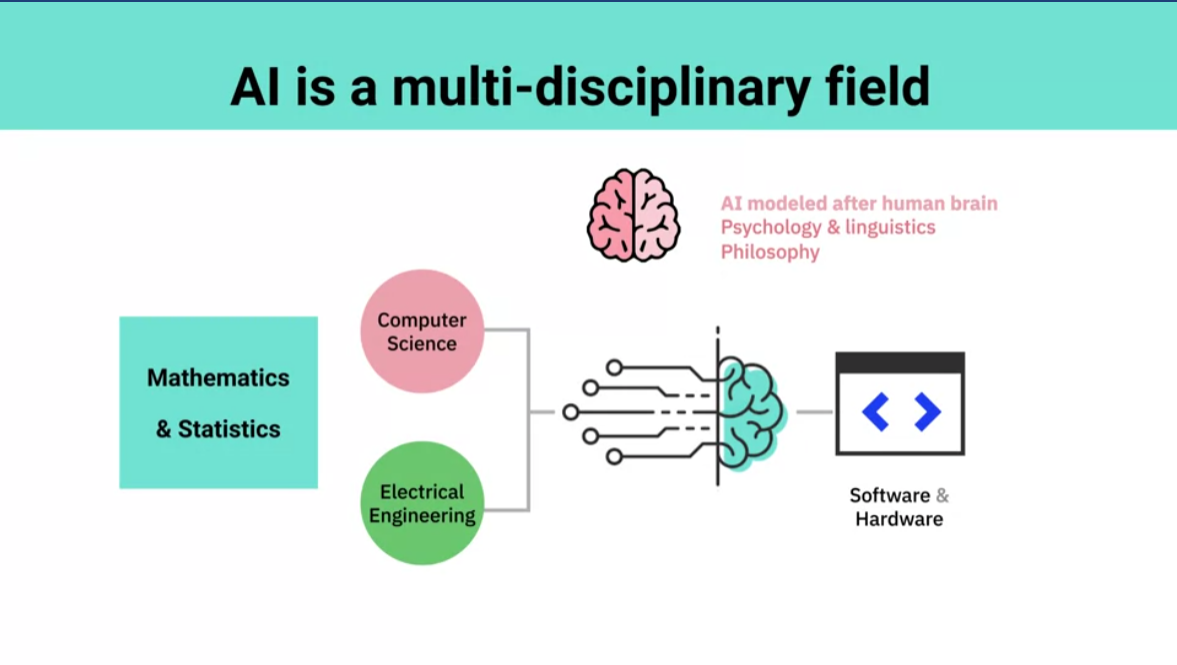 AI is a multi-disciplinary field
AI modeled after human brain
Psychology & linguistics
Philosophy
Mathematics
& Statistics
Computer
Science
Electrical
Engineering
Software &
Hardware